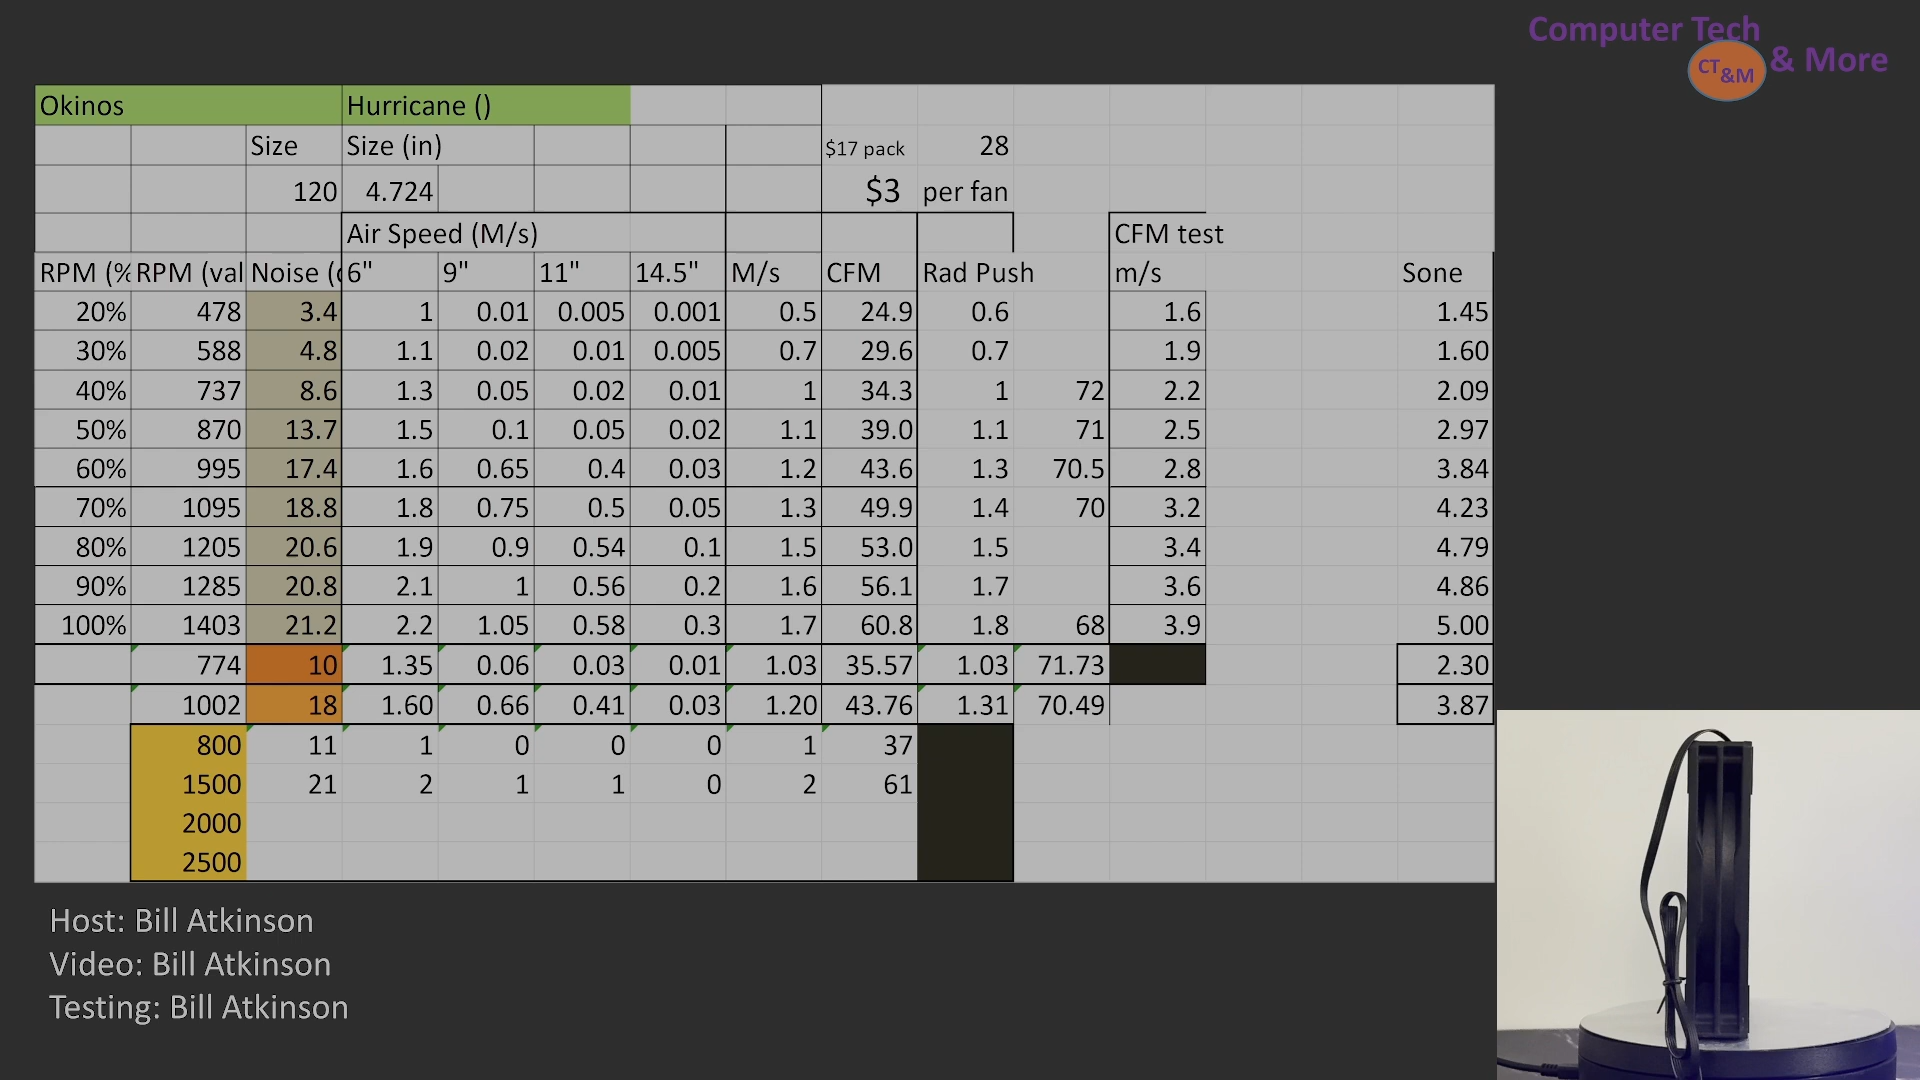 Computer Tech
CT &M & More
Okinos Hurricane ()
Size Size (in) $17 pack 28
120 4.724 $3 per fan
Air Speed (M/s) CFM test
RPM (% RPM (val Noise (d 6" 9" 11" 14.5" M/s CFM Rad Push m/s Sone
20% 478 3.4 1 0.01 0.005 0.001 0.5 24.9 0.6 1.6 1.45
30% 588 4.8 1.1 0.02 0.01 0.005 0.7 29.6 0.7 1.9 1.60
40% 737 8.6 1.3 0.05 0.02 0.01 1 34.3 1 72 2.2 2.09
50% 870 13.7 1.5 0.1 0.05 0.02 1.1 39.0 1.1 71 2.5 2.97
60% 995 17.4 1.6 0.65 0.4 0.03 1.2 43.6 1.3 70.5 2.8 3.84
70% 1095 18.8 1.8 0.75 0.5 0.05 1.3 49.9 1.4 70 3.2 4.23
80% 1205 20.6 1.9 0.9 0.54 0.1 1.5 53.0 1.5 3.4 4.79
90% 1285 20.8 2.1 1 0.56 0.2 1.6 56.1 1.7 3.6 4.86
100% 1403 21.2 2.2 1.05 0.58 0.3 1.7 60.8 1.8 68 3.9 5.00
774 10 1.35 0.06 0.03 0.01 1.03 35.57 1.03 71.73 2.30
1002 18 1.60 0.66 0.41 0.03 1.20 43.76 1.31 70.49 3.87
800 11 1 0 0 0 1 37
1500 21 2 1 1 0 2 61
2000
2500
Host: Bill Atkinson
Video: Bill Atkinson
Testing: Bill Atkinson